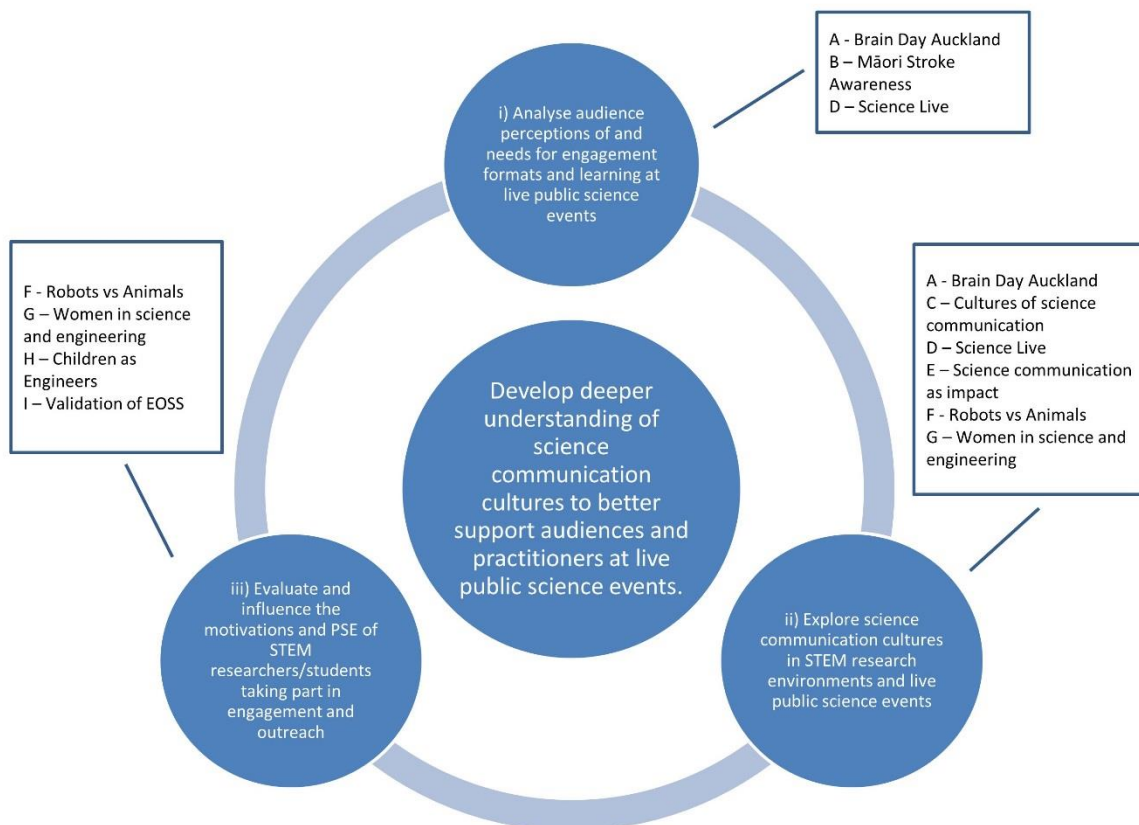 i) Analyse audience
perceptions of and
needs for engagement
formats and learning at
live public science
events
A - Brain Day Auckland
B – Māori Stroke
Awareness
D – Science Live
F - Robots vs Animals
G – Women in science
and engineering
H – Children as
Engineers
I – Validation of EOSS
A - Brain Day Auckland
C – Cultures of science
communication
D – Science Live
E – Science communication
as impact
F - Robots vs Animals
G – Women in science and
engineering
Develop deeper
understanding of
science
communication
cultures to better
support audiences and
practitioners at live
public science events.
iii) Evaluate and
influence the
motivations and PSE of
STEM
researchers/students
taking part in
engagement and
outreach
ii) Explore science
communication cultures
in STEM research
environments and live
public science events